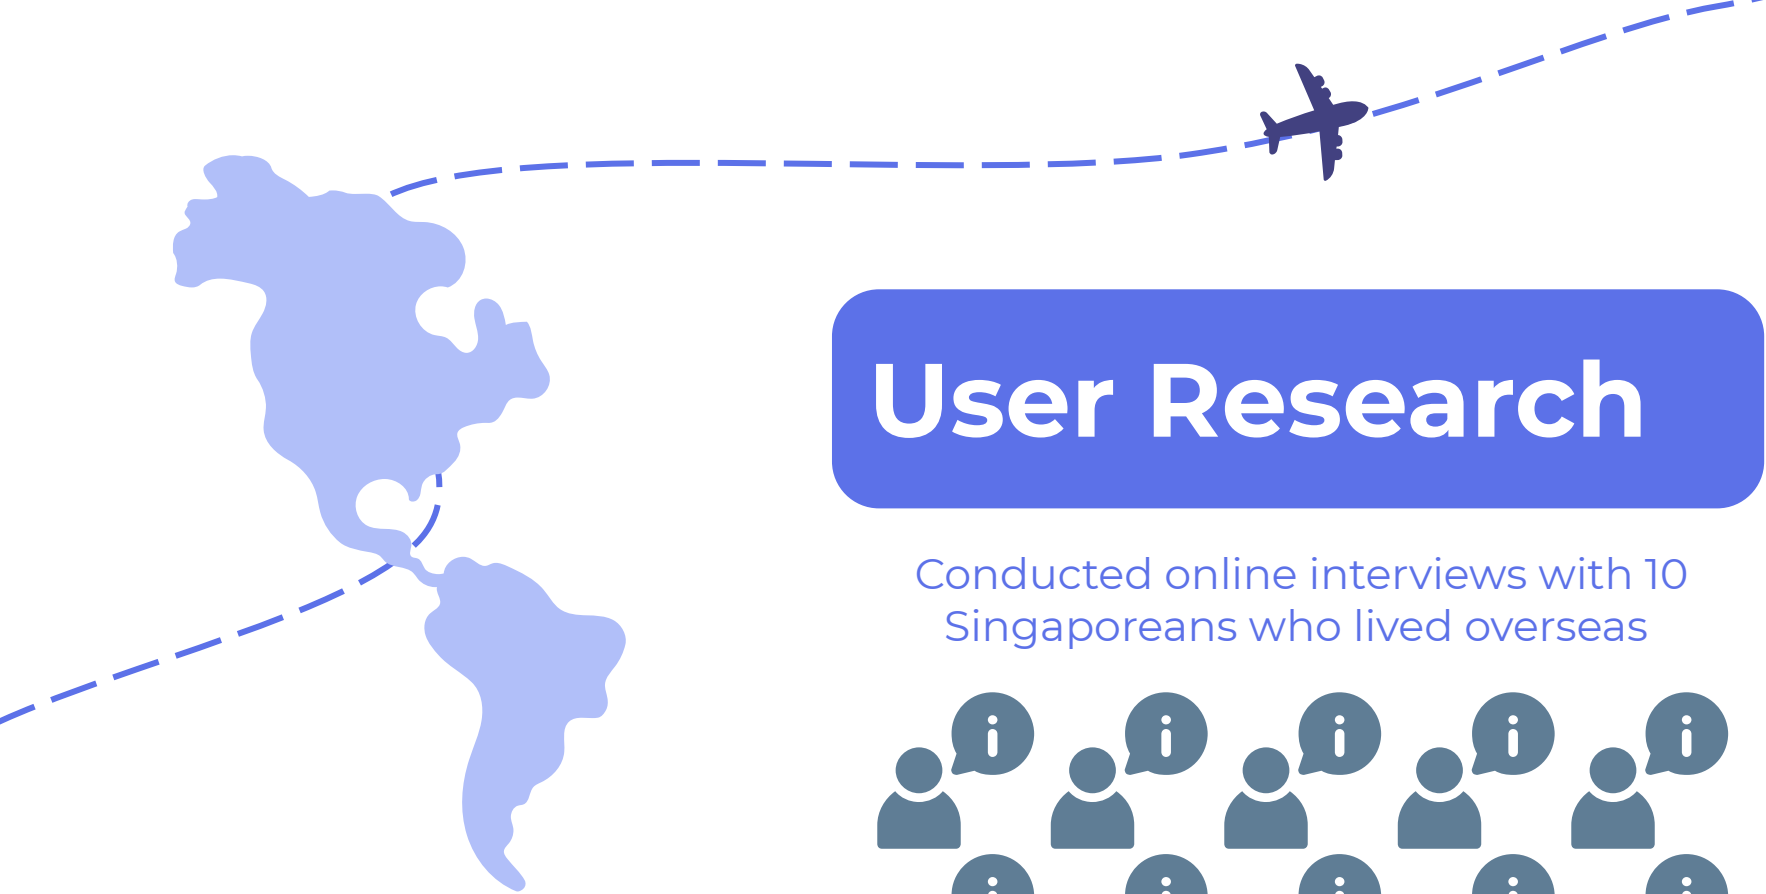 User Research
Conducted online interviews with 10
Singaporeans who lived overseas
i i i i i
i i i i i